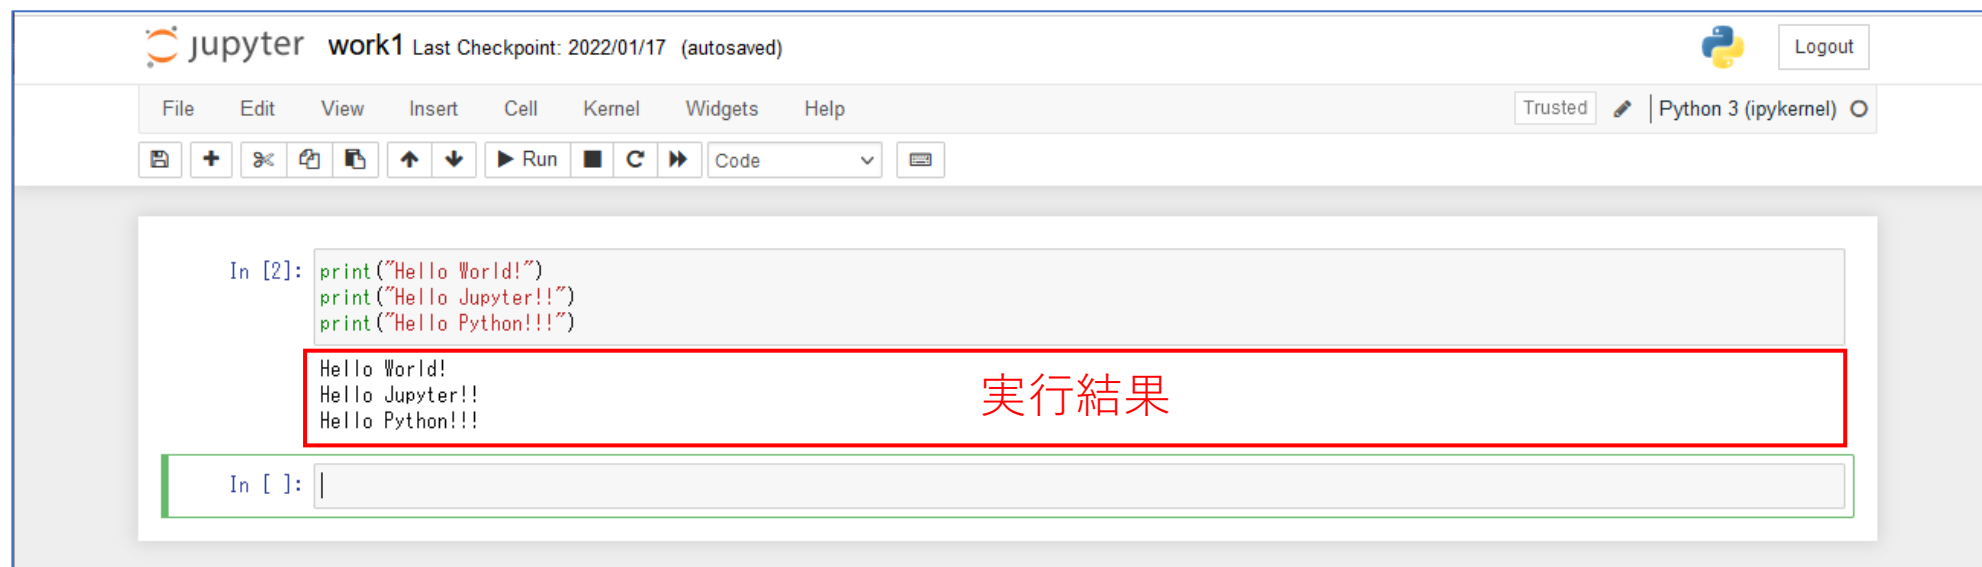 jupyter work1 Last Checkpoint: 2022/01/17 (autosaved)
Logout
File Edit View Insert Cell Kernel Widgets Help
Trusted Python 3 (ipykernel)
Run Code
In [2]: print("Hello World!")
print("Hello Jupyter!!")
print("Hello Python!!!")
Hello World!
Hello Jupyter!!
Hello Python!!!
実行結果
In [ ]: